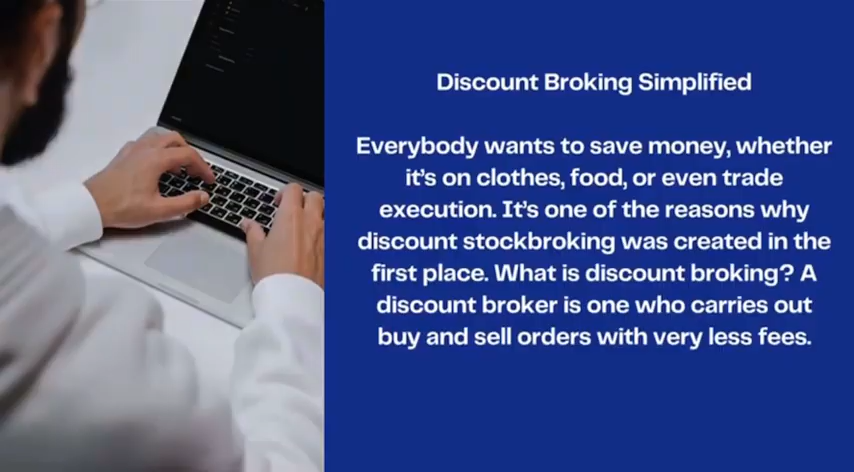 Discount Broking Simplified
Everybody wants to save money, whether
it's on clothes, food, or even trade
execution. It's one of the reasons why
discount stockbroking was created in the
first place. What is discount broking? A
discount broker is one who carries out
buy and sell orders with very less fees.